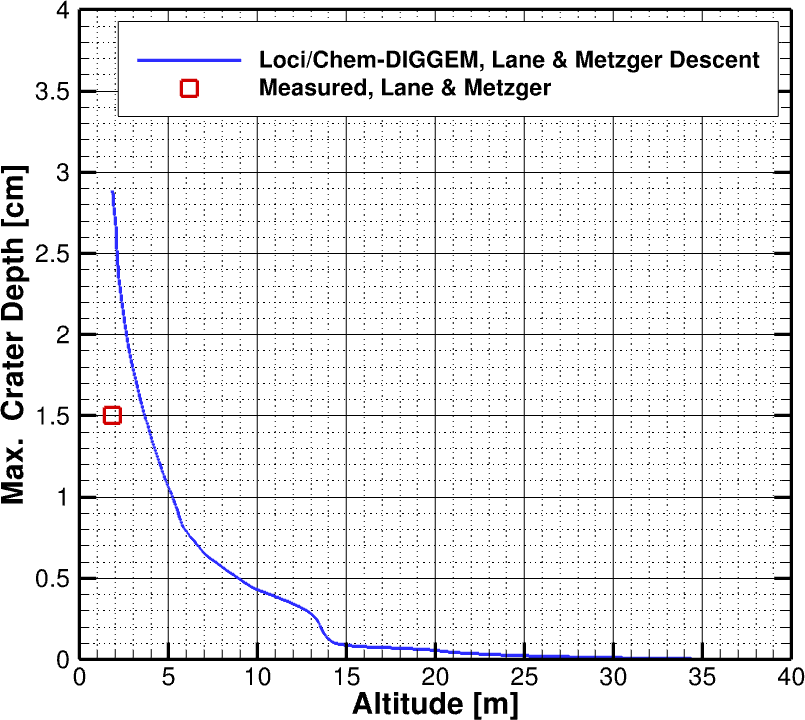 4
Loci/Chem-DIGGEM, Lane & Metzger Descent
Measured, Lane & Metzger
3.5
3
2.5
2
1.5
1
0.5
0
Max. Crater Depth [cm]
0 5 10 15 20 25 30 35 40
Altitude [m]